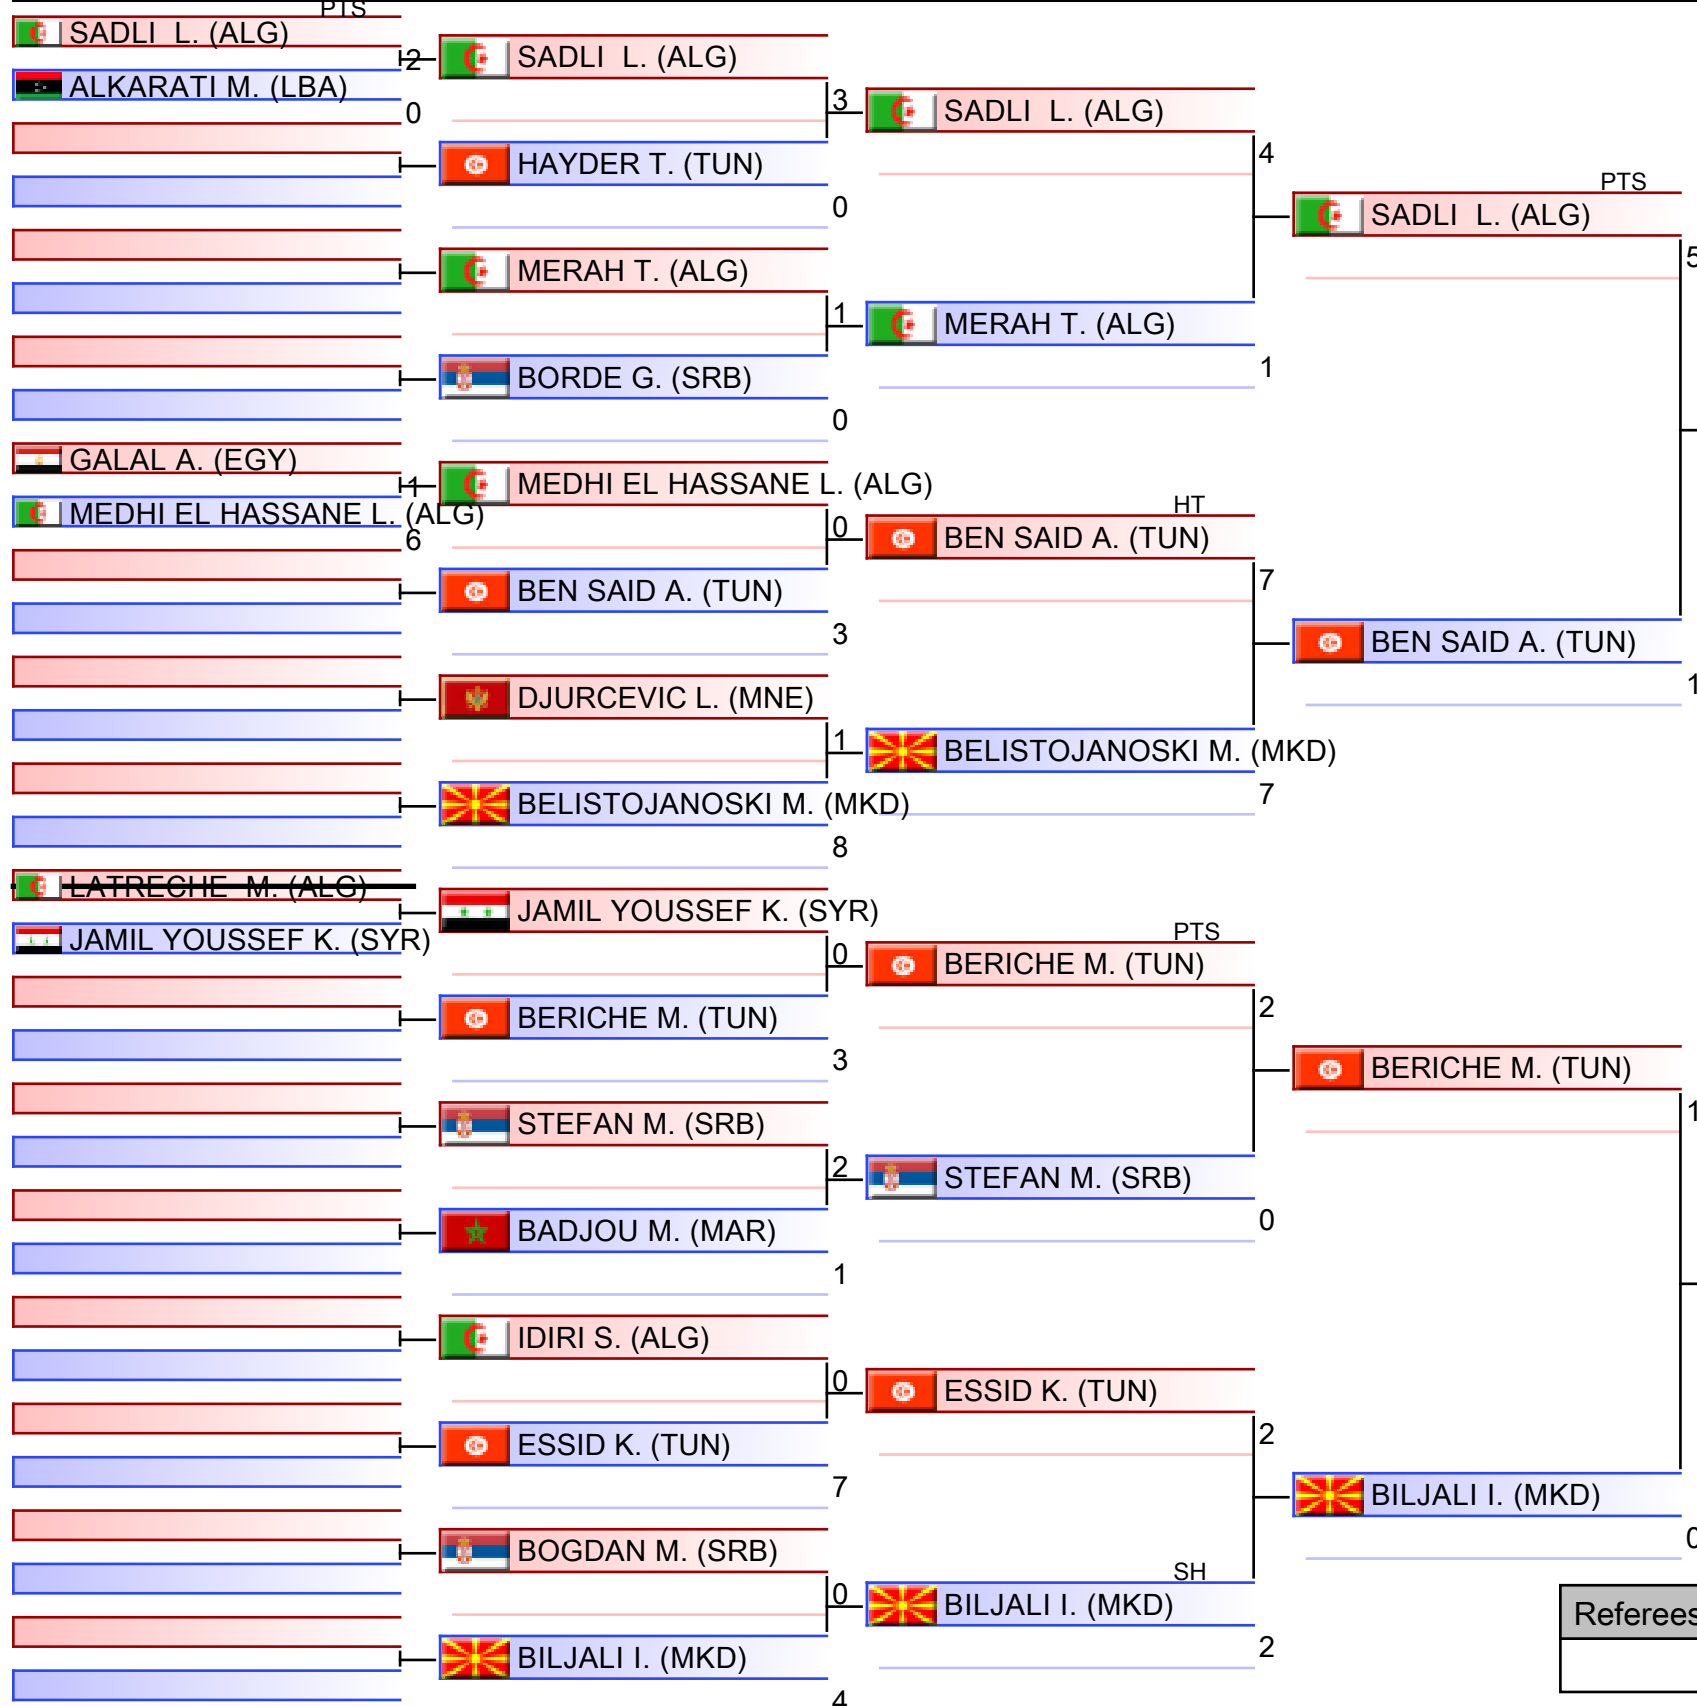 PTS
SADLI L. (ALG)
2
ALKARATI M. (LBA)
0
GALAL A. (EGY)
1
MEDHI EL HASSANE L. (ALG)
6
LATRECHE M. (ALG)
JAMIL YOUSSEF K. (SYR)
SADLI L. (ALG)
3
HAYDER T. (TUN)
0
MERAH T. (ALG)
1
BORDE G. (SRB)
0
MEDHI EL HASSANE L. (ALG)
0
BEN SAID A. (TUN)
3
DJURCEVIC L. (MNE)
1
BELISTOJANOSKI M. (MKD)
8
JAMIL YOUSSEF K. (SYR)
0
BERICHE M. (TUN)
3
STEFAN M. (SRB)
2
BADJOU M. (MAR)
1
IDIRI S. (ALG)
0
ESSID K. (TUN)
7
BOGDAN M. (SRB)
0
BILJALI I. (MKD)
4
SADLI L. (ALG)
4
MERAH T. (ALG)
1
HT
BEN SAID A. (TUN)
7
BELISTOJANOSKI M. (MKD)
7
PTS
BERICHE M. (TUN)
2
STEFAN M. (SRB)
0
ESSID K. (TUN)
2
SH
BILJALI I. (MKD)
2
PTS
SADLI L. (ALG)
5
BEN SAID A. (TUN)
1
BERICHE M. (TUN)
1
BILJALI I. (MKD)
0
Referees